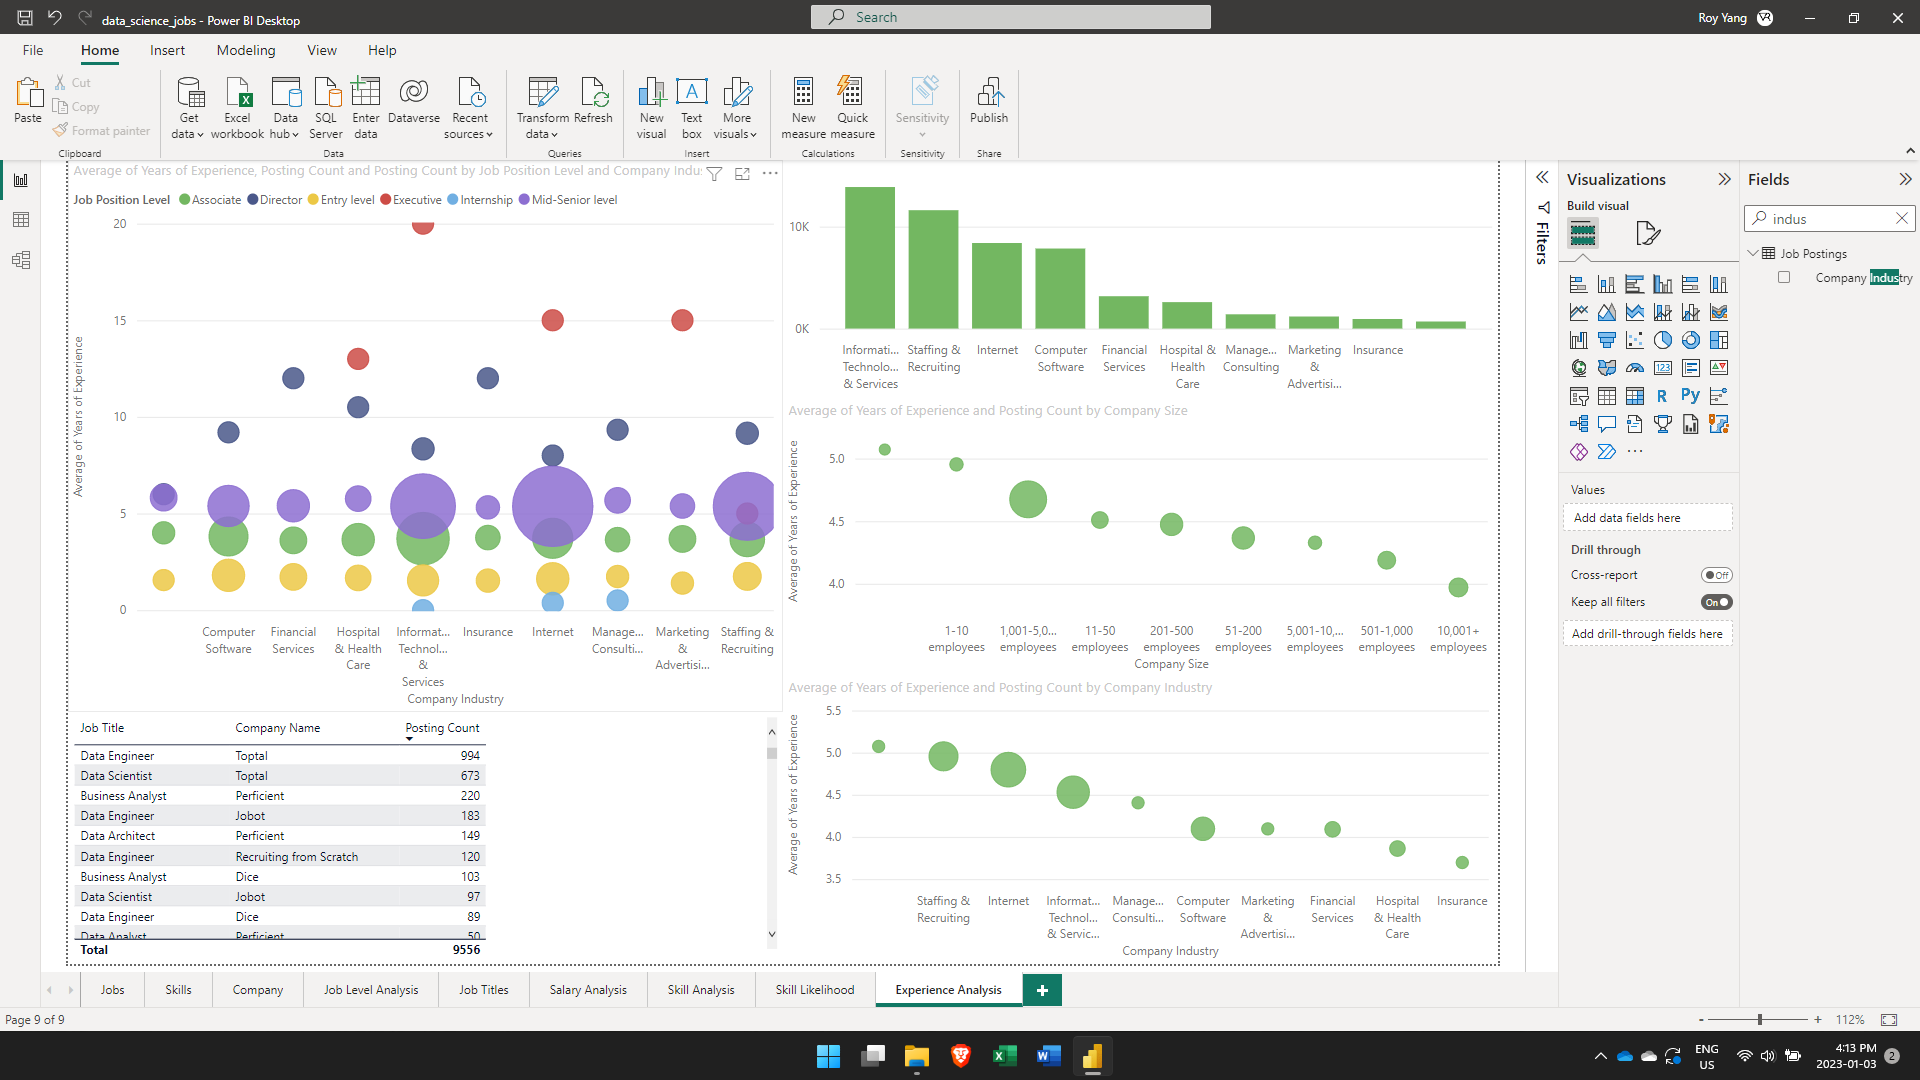 data_science_jobs - Power BI Desktop
Search
Roy Yang
File Home Insert Modeling View Help
Paste
Cut
Copy
Format painter
Clipboard
Get data
Excel workbook
Data hub
SQL Server
Enter data
Dataverse
Recent sources
Data
Transform data
Refresh
Queries
New visual
Text box
More visuals
Insert
New measure
Quick measure
Calculations
Sensitivity
Sensitivity
Publish
Share
Average of Years of Experience, Posting Count and Posting Count by Job Position Level and Company Indu:
Job Position Level Associate Director Entry level Executive Internship Mid-Senior level
Average of Years of Experience
20
15
10
5
0
Computer Software
Financial Services
Hospital & Health Care
Informat... Technol... & Services
Insurance
Internet
Manage... Consulti...
Marketing & Advertisi...
Staffing & Recruiting
Company Industry
Job Title Company Name Posting Count
Data Engineer Toptal 994
Data Scientist Toptal 673
Business Analyst Perficient 220
Data Engineer Jobot 183
Data Architect Perficient 149
Data Engineer Recruiting from Scratch 120
Business Analyst Dice 103
Data Scientist Jobot 97
Data Engineer Dice 89
Data Analyst Perficient 50
Total 9556
10K
0K
Informati... Technolo... & Services
Staffing & Recruiting
Internet
Computer Software
Financial Services
Hospital & Health Care
Manage... Consulting
Marketing & Advertisi...
Insurance
Average of Years of Experience and Posting Count by Company Size
Average of Years of Experience
5.0
4.5
4.0
1-10 employees
1,001-5,0... employees
11-50 employees
201-500 employees
51-200 employees
5,001-10,... employees
501-1,000 employees
10,001+ employees
Company Size
Average of Years of Experience and Posting Count by Company Industry
Average of Years of Experience
5.5
5.0
4.5
4.0
3.5
Staffing & Recruiting
Internet
Informat... Technol... & Servic...
Manage... Consulti...
Computer Software
Marketing & Advertisi...
Financial Services
Hospital & Health Care
Insurance
Company Industry
Filters
Visualizations
Build visual
123
R
Py
Values
Add data fields here
Drill through
Cross-report Off
Keep all filters On
Add drill-through fields here
Fields
indus
Job Postings
Company Industry
Jobs Skills Company Job Level Analysis Job Titles Salary Analysis Skill Analysis Skill Likelihood Experience Analysis
Page 9 of 9
- + 112%
ENG US
4:13 PM
2023-01-03
2